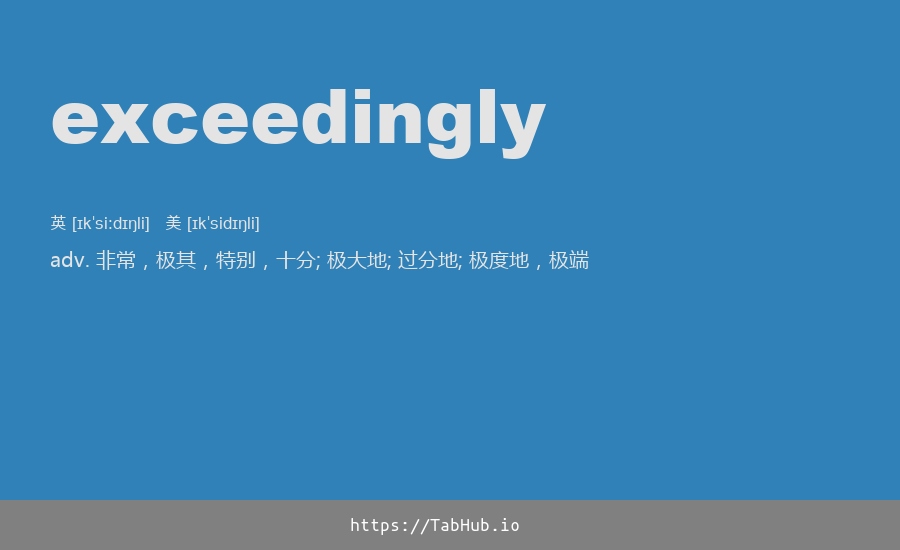 exceedingly
英 [ɪkˈsiːdɪŋli] 美 [ɪkˈsidɪŋli]
adv. 非常，极其，特别，十分; 极大地; 过分地; 极度地，极端
https://TabHub.io